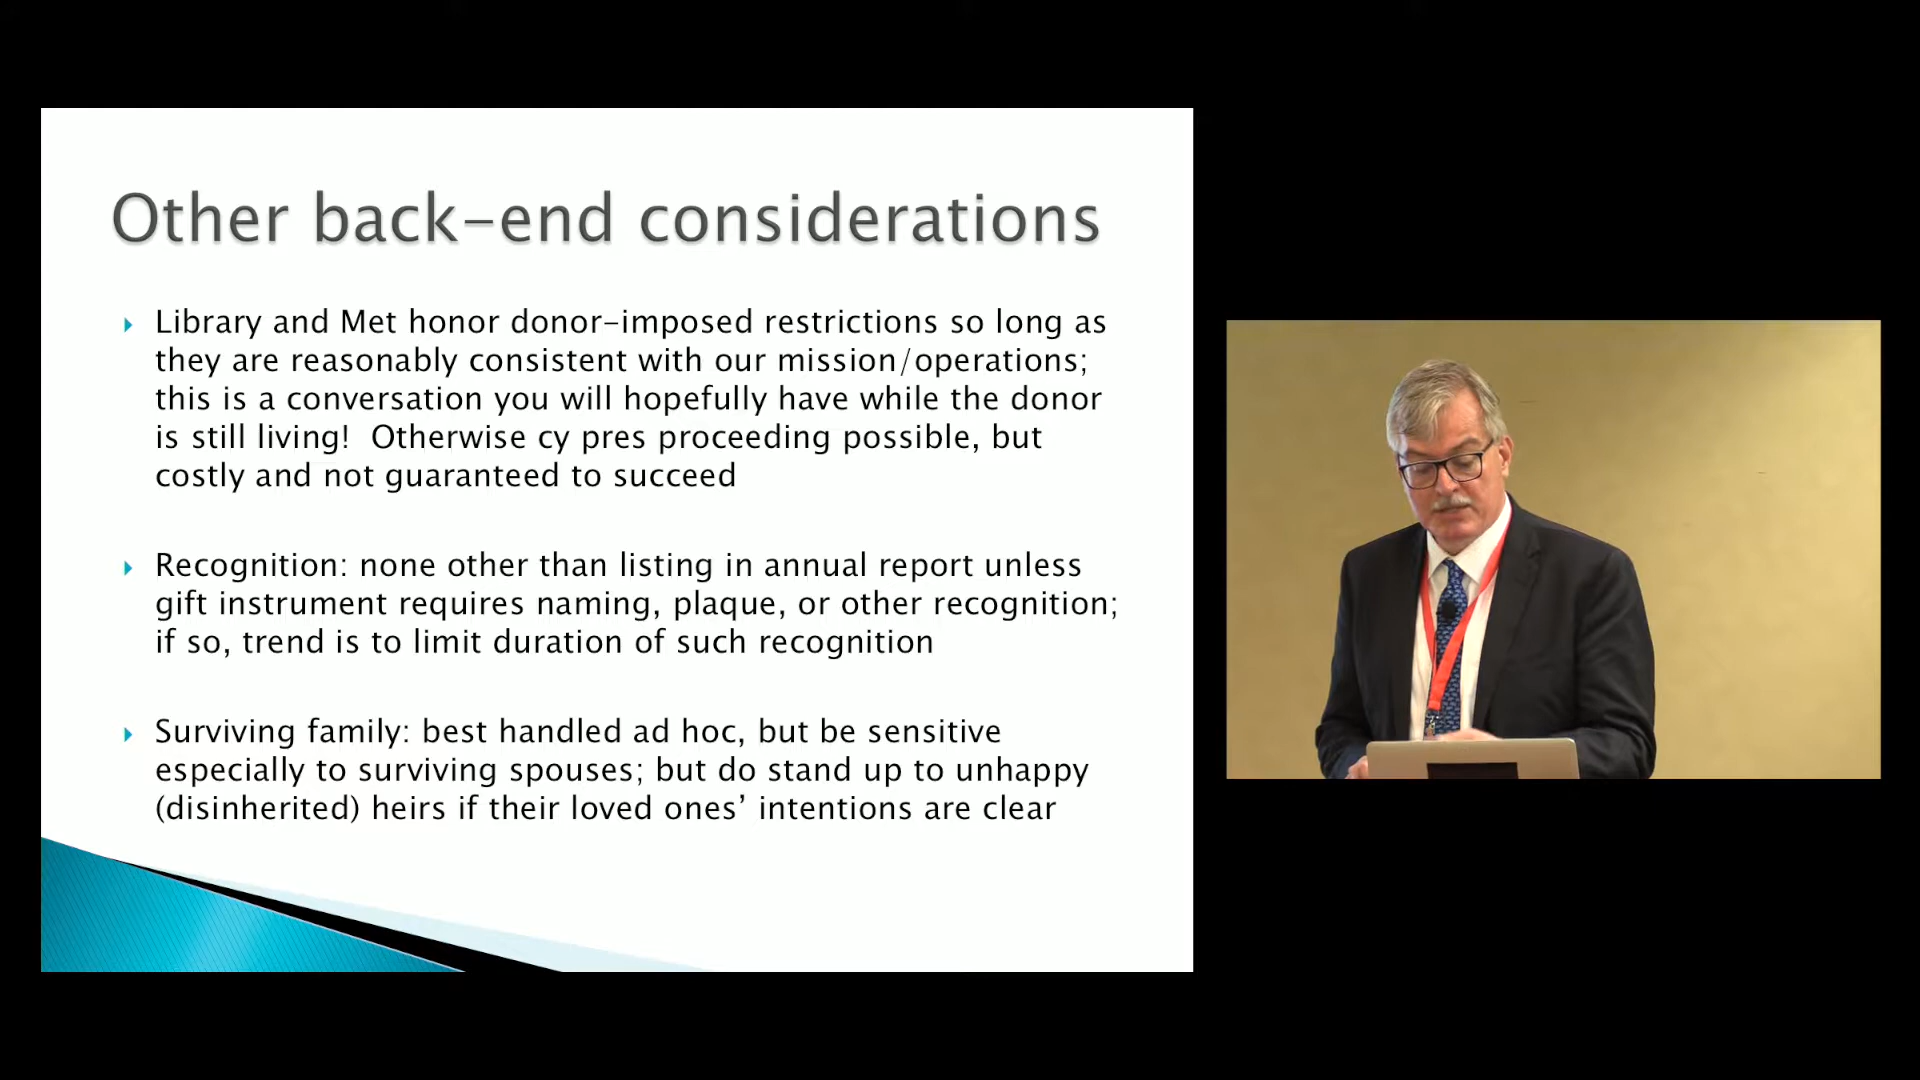 Other back-end considerations
Library and Met honor donor-imposed restrictions so long as
they are reasonably consistent with our mission/operations;
this is a conversation you will hopefully have while the donor
is still living!  Otherwise cy pres proceeding possible, but
costly and not guaranteed to succeed
Recognition: none other than listing in annual report unless
gift instrument requires naming, plaque, or other recognition;
if so, trend is to limit duration of such recognition
Surviving family: best handled ad hoc, but be sensitive
especially to surviving spouses; but do stand up to unhappy
(disinherited) heirs if their loved ones’ intentions are clear